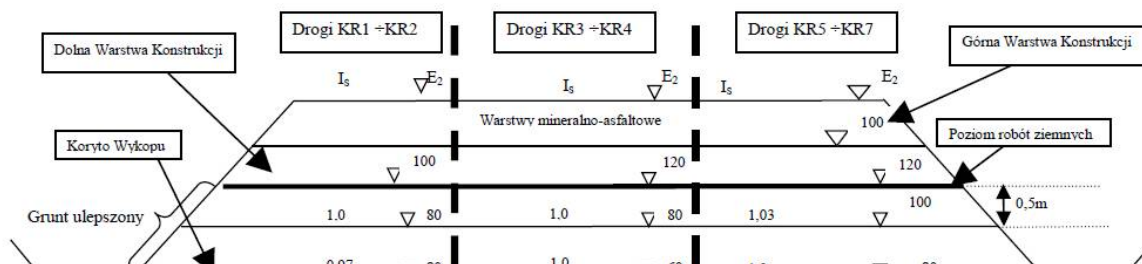 Drogi KR1 ÷KR2
Drogi KR3 ÷KR4
Drogi KR5 ÷KR7
Dolna Warstwa Konstrukcji
Górna Warstwa Konstrukcji
Is E2 Is E2 Is E2
Warstwy mineralno-asfaltowe
100
Koryto Wykopu
Poziom robót ziemnych
100 120 120
Grunt ulepszony
1,0 80 1,0 80 1,03 100
0,5m
1,0